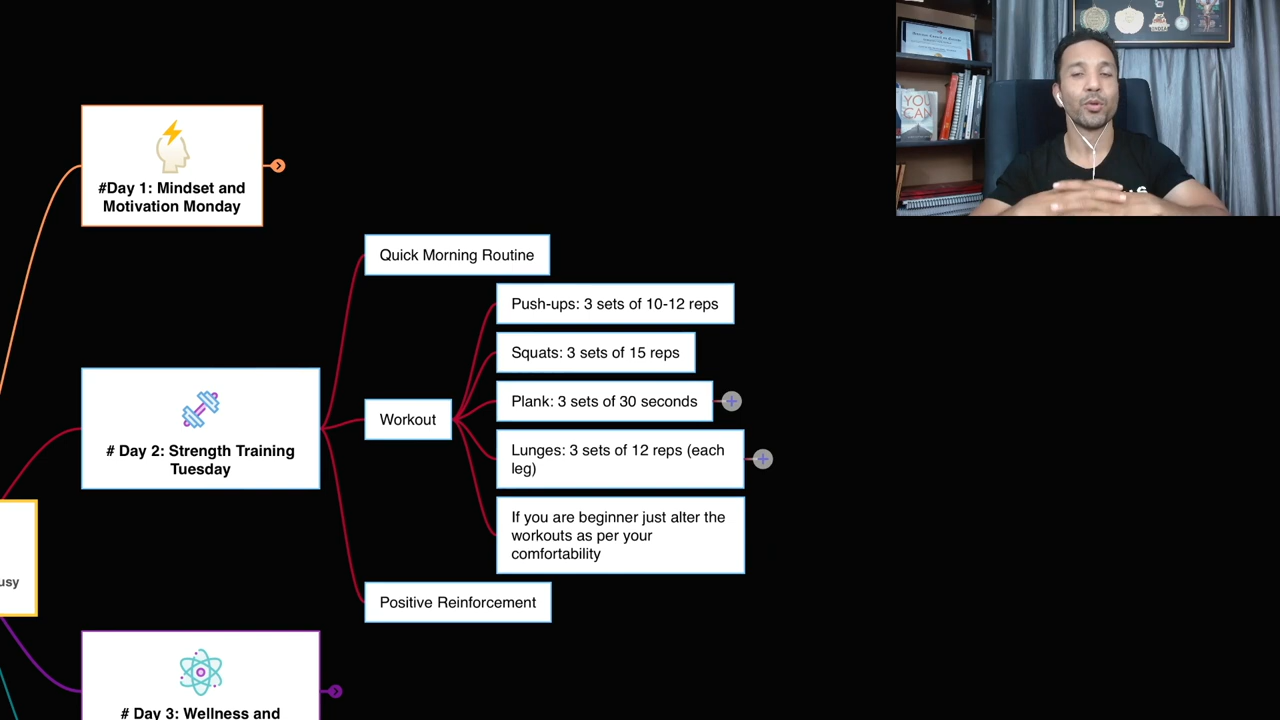 #Day 1: Mindset and
Motivation Monday
Quick Morning Routine
Push-ups: 3 sets of 10-12 reps
Squats: 3 sets of 15 reps
Plank: 3 sets of 30 seconds
# Day 2: Strength Training
Tuesday
Workout
Lunges: 3 sets of 12 reps (each
leg)
If you are beginner just alter the
workouts as per your
comfortability
Positive Reinforcement
usy
# Day 3: Wellness and
YOU
CAN